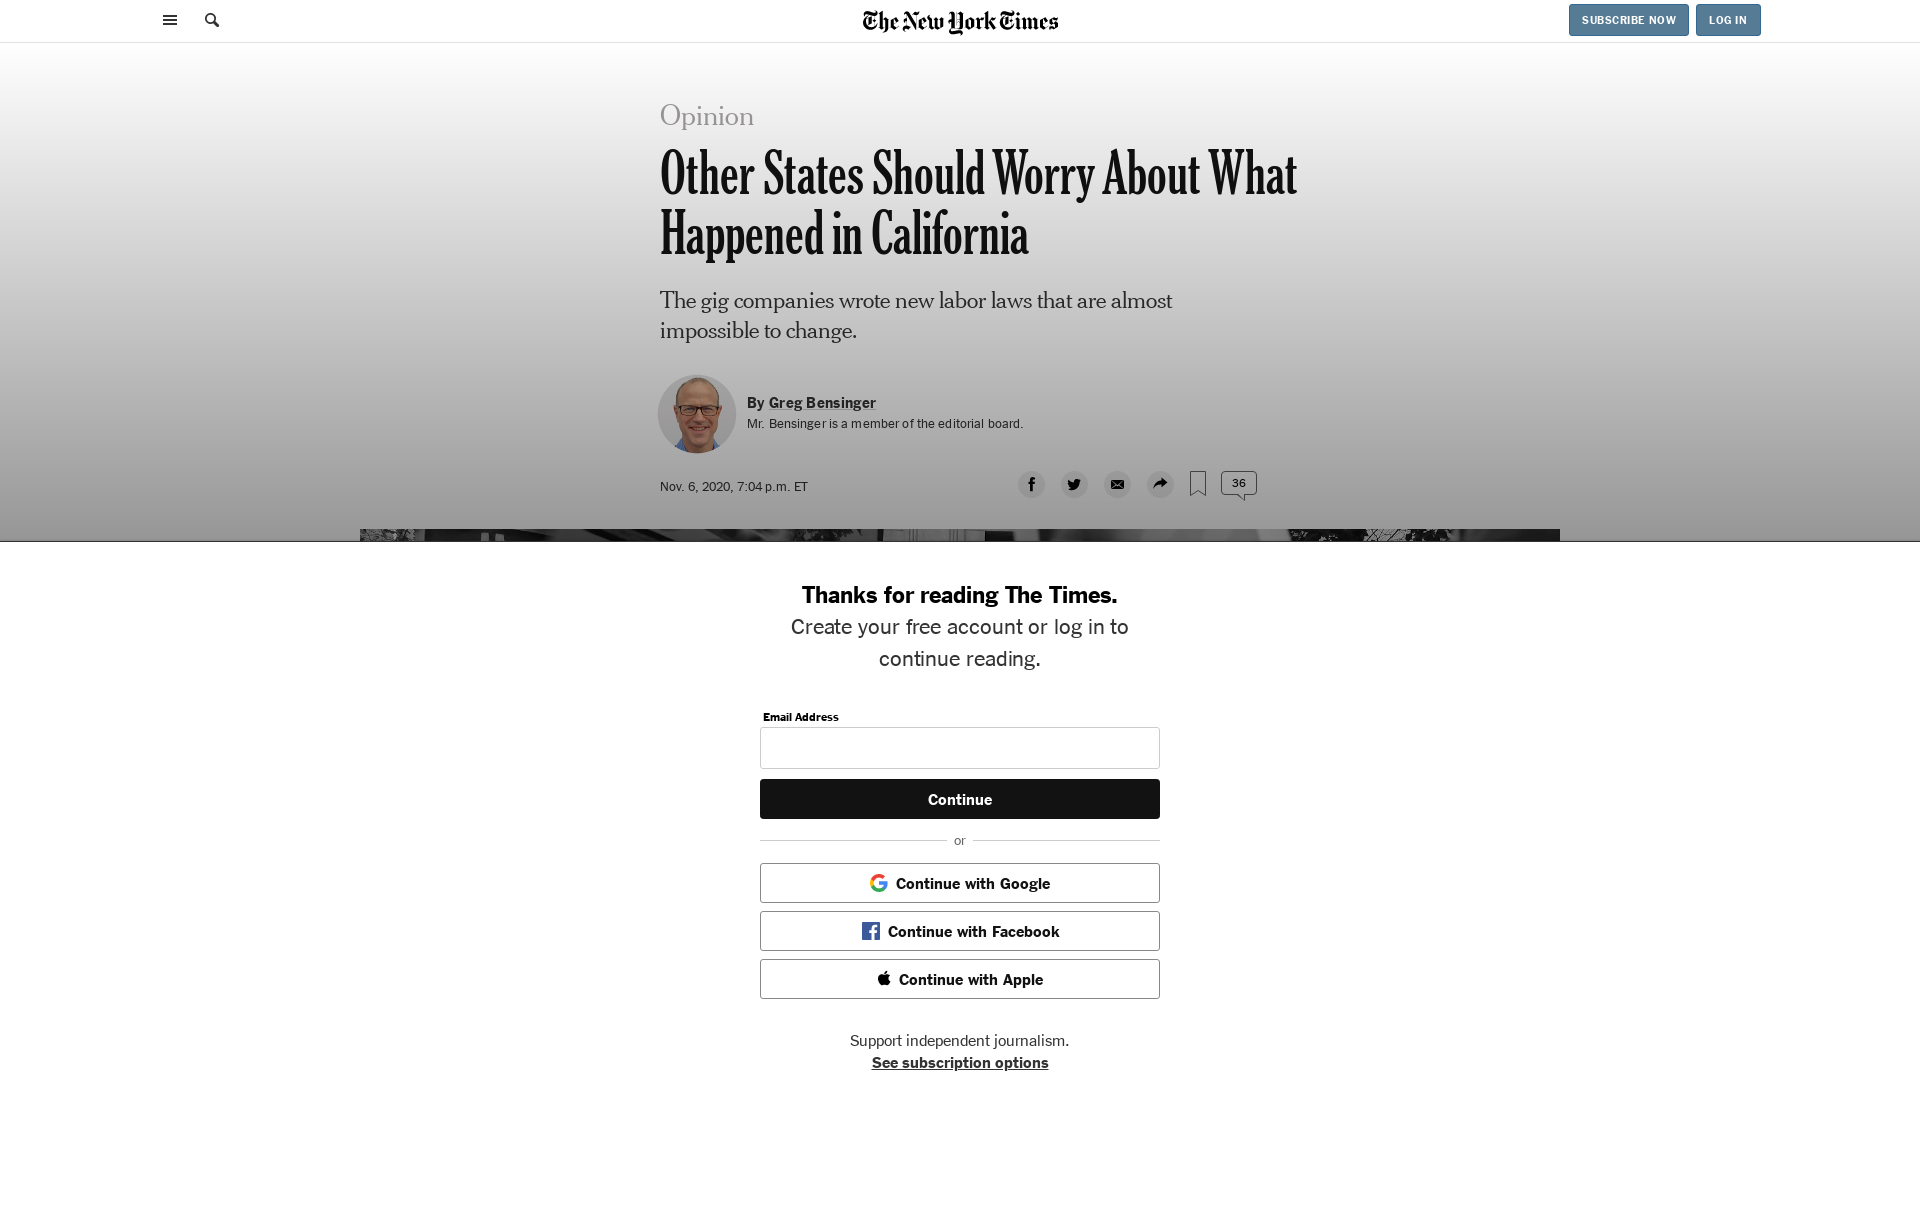 The New York Times
SUBSCRIBE NOW
LOG IN
Opinion
Other States Should Worry About What
Happened in California
The gig companies wrote new labor laws that are almost
impossible to change.
By Greg Bensinger
Mr. Bensinger is a member of the editorial board.
Nov. 6, 2020, 7:04 p.m. ET
36
Thanks for reading The Times.
Create your free account or log in to
continue reading.
Email Address
Continue
or
Continue with Google
Continue with Facebook
Continue with Apple
Support independent journalism.
See subscription options